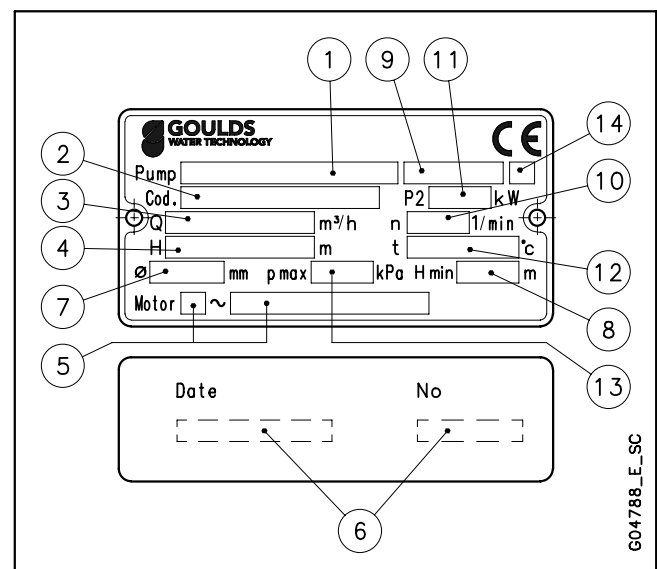 1 9 11
GOULDS
WATER TECHNOLOGY
CE
14
Pump
2
Cod. P2 kW
10
3
Q m³/h n 1/min
4
H m t °c
12
ø mm p max kPa H min m
7
8
Motor ~
5
13
Date No
6
G04788_E_SC